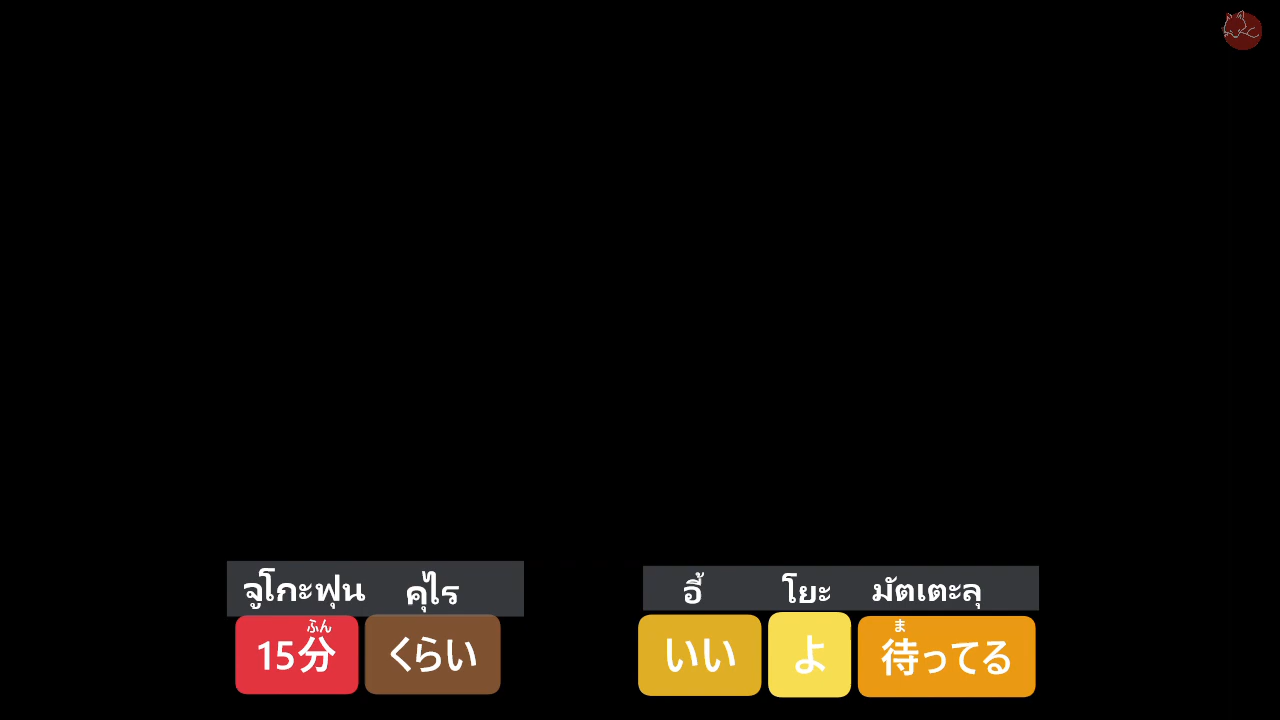 จูโกะฟุน คุไร อี้ โยะ มัตเตะลุ
ふん ま
15分 くらい いい よ 待ってる